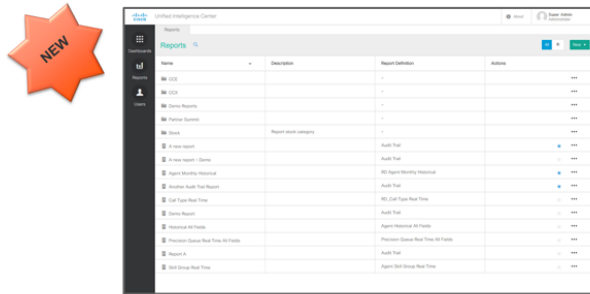 NEW
cisco Unified Intelligence Center About Super Admin
Administrator
Reports
Dashboards Reports New
Name Description Report Definition Actions
Reports
CCE -
CCX -
Users
Demo Reports -
Partner Summit -
Stock Report stock category -
A new report Audit Trail
A new report - Demo Audit Trail
Agent Monthly Historical RD Agent Monthly Historical
Another Audit Trail Report Audit Trail
Call Type Real Time RD_Call Type Real Time
Demo Report Audit Trail
Historical All Fields Agent Historical All Fields
Precision Queue Real Time All Fields Precision Queue Real Time All Fields
Report A Audit Trail
Skill Group Real Time Agent Skill Group Real Time